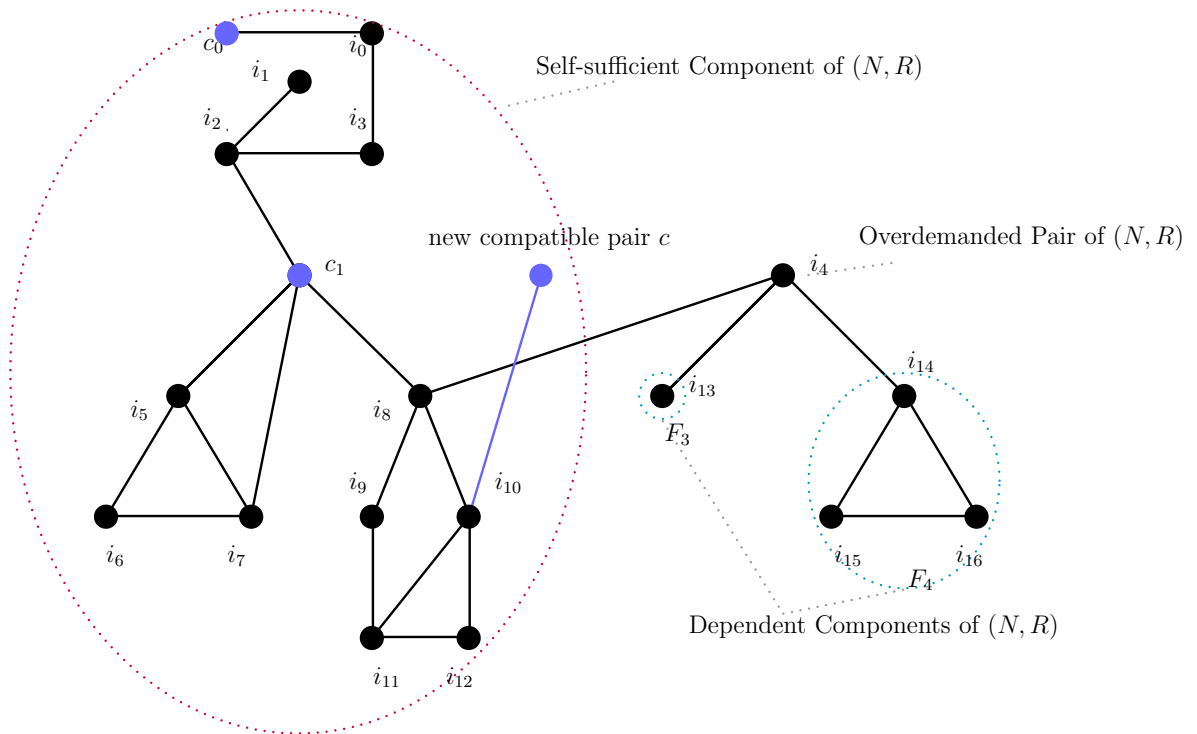 c₀
i₀
Self-sufficient Component of (N, R)
i₁
i₂
i₃
new compatible pair c
Overdemanded Pair of (N, R)
c₁
i₄
i₅
i₈
i₁₃
i₁₄
F₃
i₉
i₁₀
i₆
i₇
i₁₅
i₁₆
F₄
Dependent Components of (N, R)
i₁₁
i₁₂